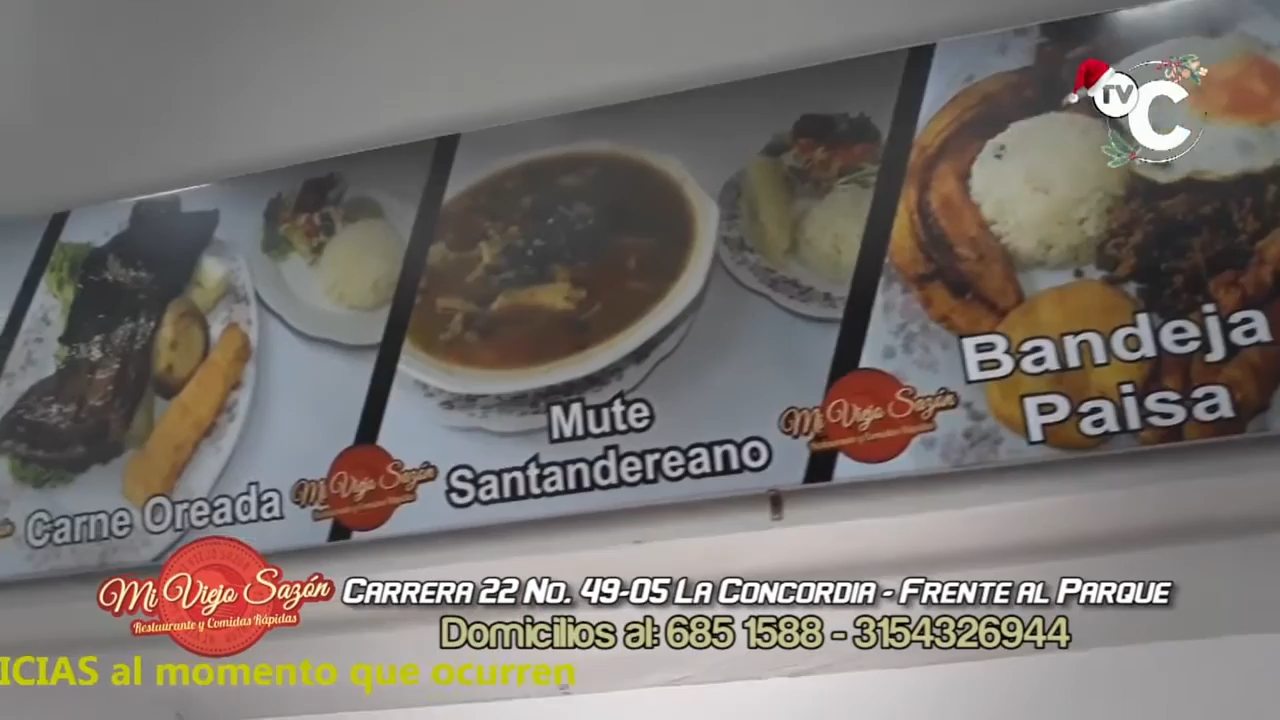 TV C
Bandeja
Paisa
Mute
Santandereano
Mi Viejo Sazón
Carne Oreada
Mi Viejo Sazón
Mi Viejo Sazón
Restaurante y Comidas Rápidas
CARRERA 22 NO. 49-05 LA CONCORDIA - FRENTE AL PARQUE
Domicilios al: 685 1588 - 3154326944
ICIAS al momento que ocurren